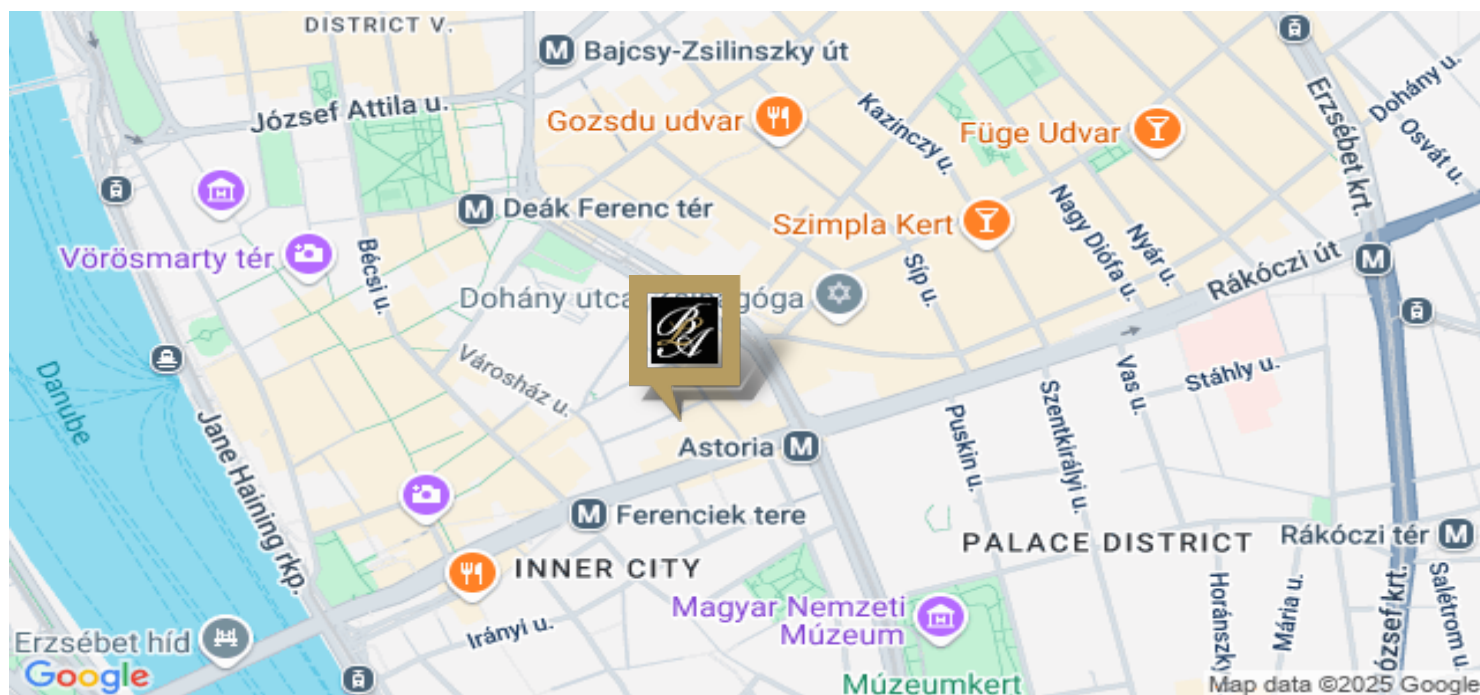 DISTRICT V.
Bajcsy-Zsilinszky út
József Attila u.
Gozsdu udvar
Kazinczy u.
Füge Udvar
Erzsébet krt.
Dohány u.
Osvát u.
Deák Ferenc tér
Szimpla Kert
Nagy Diófa u.
Nyár u.
Rákóczi út
Vörösmarty tér
Bécsi u.
Síp u.
Dohány utca
Városház u.
Danube
Jane Haining rkp.
Astoria
Puskin u.
Szentkirályi u.
Vas u.
Stáhly u.
Ferenciek tere
INNER CITY
PALACE DISTRICT
Rákóczi tér
Magyar Nemzeti
Múzeum
Irányi u.
Erzsébet híd
Horánszky
Mária u.
József krt.
Salétrom u.
Múzeumkert
Google
Map data ©2025 Google